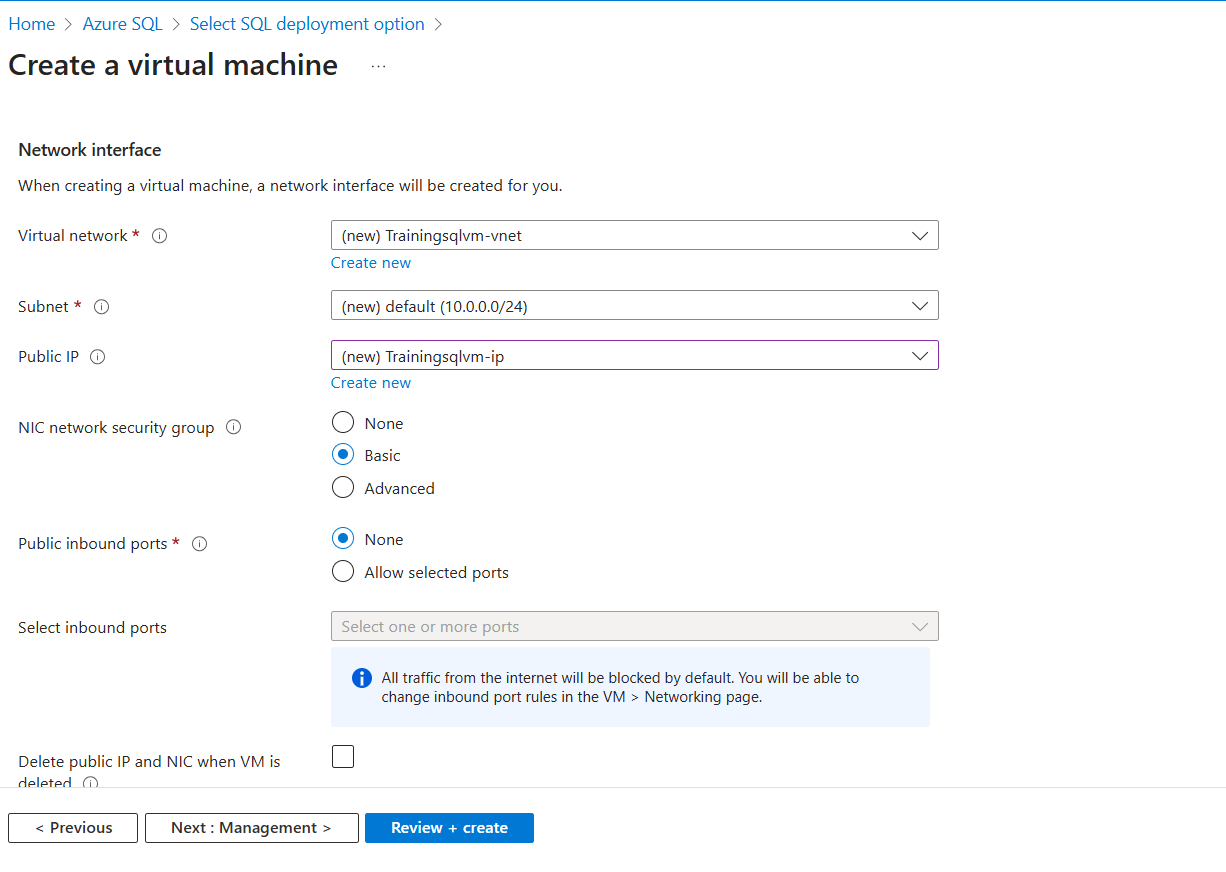 Home > Azure SQL > Select SQL deployment option >
Create a virtual machine ...
Network interface
When creating a virtual machine, a network interface will be created for you.
Virtual network *
(new) Trainingsqlvm-vnet
Create new
Subnet *
(new) default (10.0.0.0/24)
Public IP
(new) Trainingsqlvm-ip
Create new
NIC network security group
None
Basic
Advanced
Public inbound ports *
None
Allow selected ports
Select inbound ports
Select one or more ports
All traffic from the internet will be blocked by default. You will be able to
change inbound port rules in the VM > Networking page.
Delete public IP and NIC when VM is
deleted
< Previous
Next : Management >
Review + create